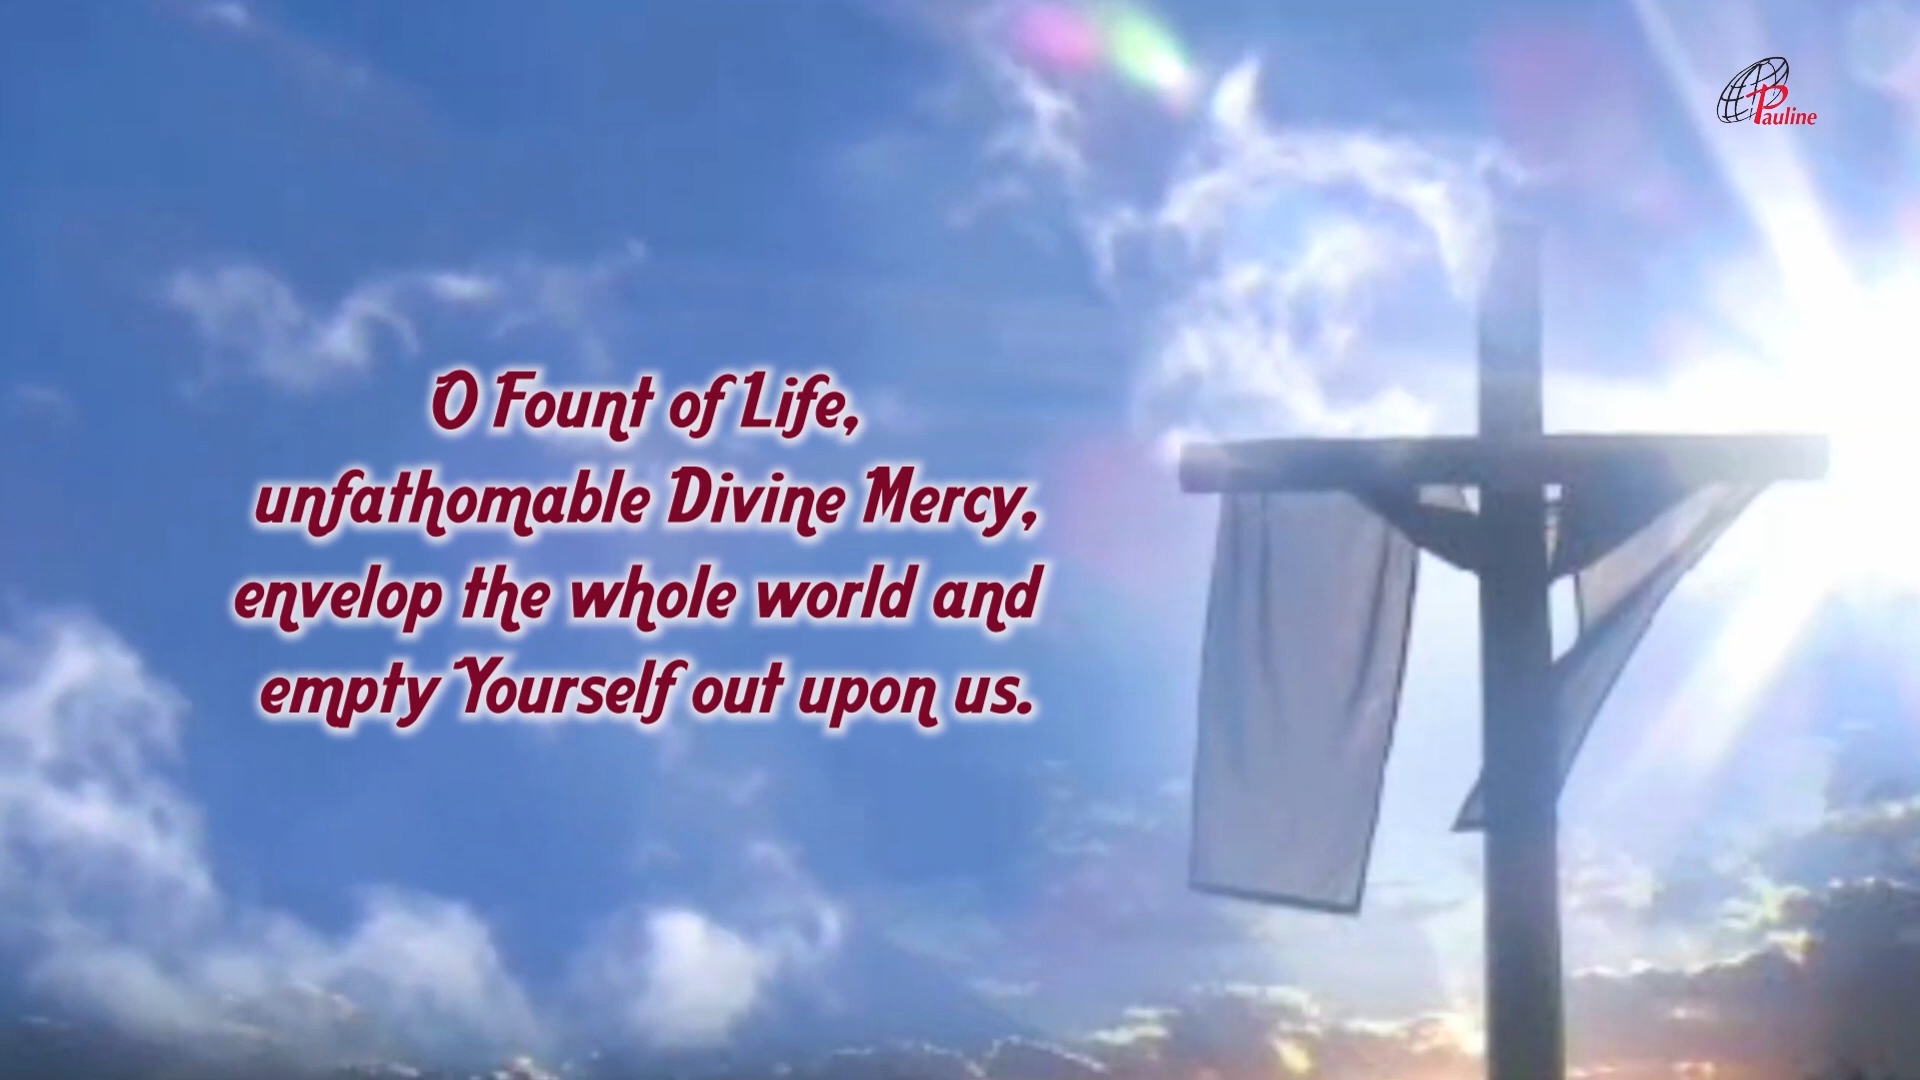 Pauline
O Fount of Life,
unfathomable Divine Mercy,
envelop the whole world and
empty Yourself out upon us.